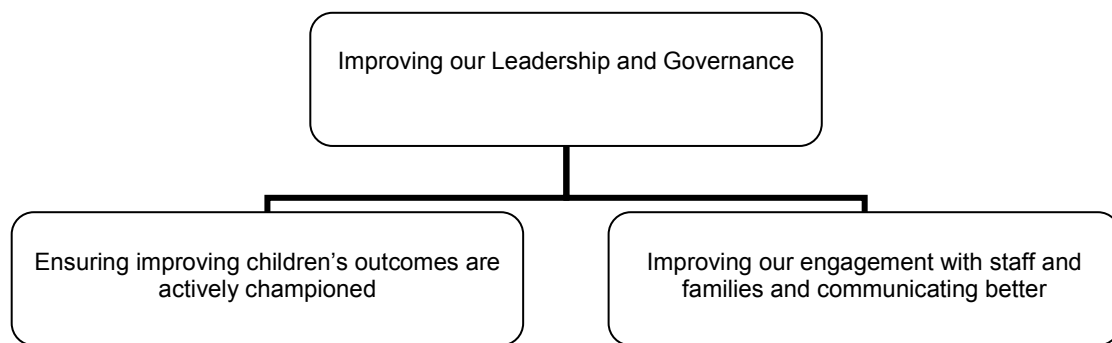 Improving our Leadership and Governance
Ensuring improving children’s outcomes are
actively championed
Improving our engagement with staff and
families and communicating better